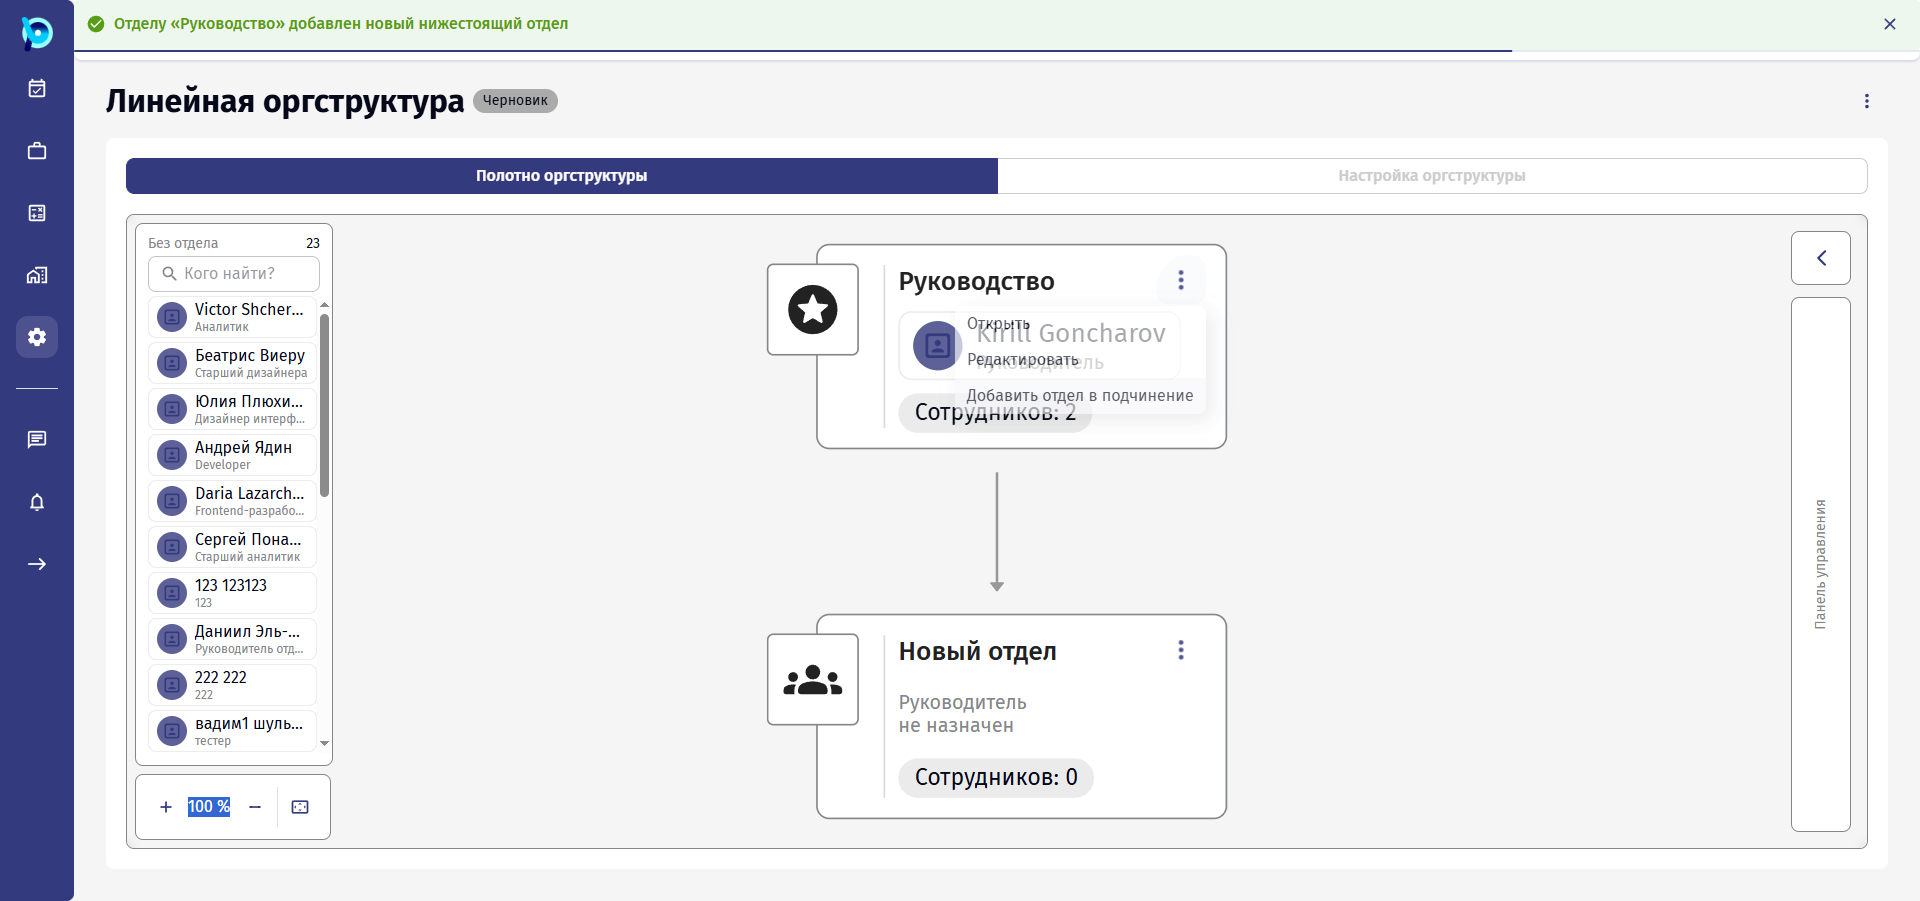 Отделу «Руководство» добавлен новый нижестоящий отдел
Линейная оргструктура
Черновик
Полотно оргструктуры
Настройка оргструктуры
Без отдела
23
Кого найти?
Victor Shcher...
Аналитик
Беатрис Виеру
Старший дизайнера
Юлия Плюхи...
Дизайнер интерф...
Андрей Ядин
Developer
Daria Lazarch...
Frontend-разрабо...
Сергей Пона...
Старший аналитик
123 123123
123
Даниил Эль-...
Руководитель отд...
222 222
222
вадим1 шуль...
тестер
100 %
Руководство
Открыть
Kirill Goncharov
Редактировать
Руководитель
Добавить отдел в подчинение
Сотрудников: 2
Новый отдел
Руководитель
не назначен
Сотрудников: 0
Панель управления